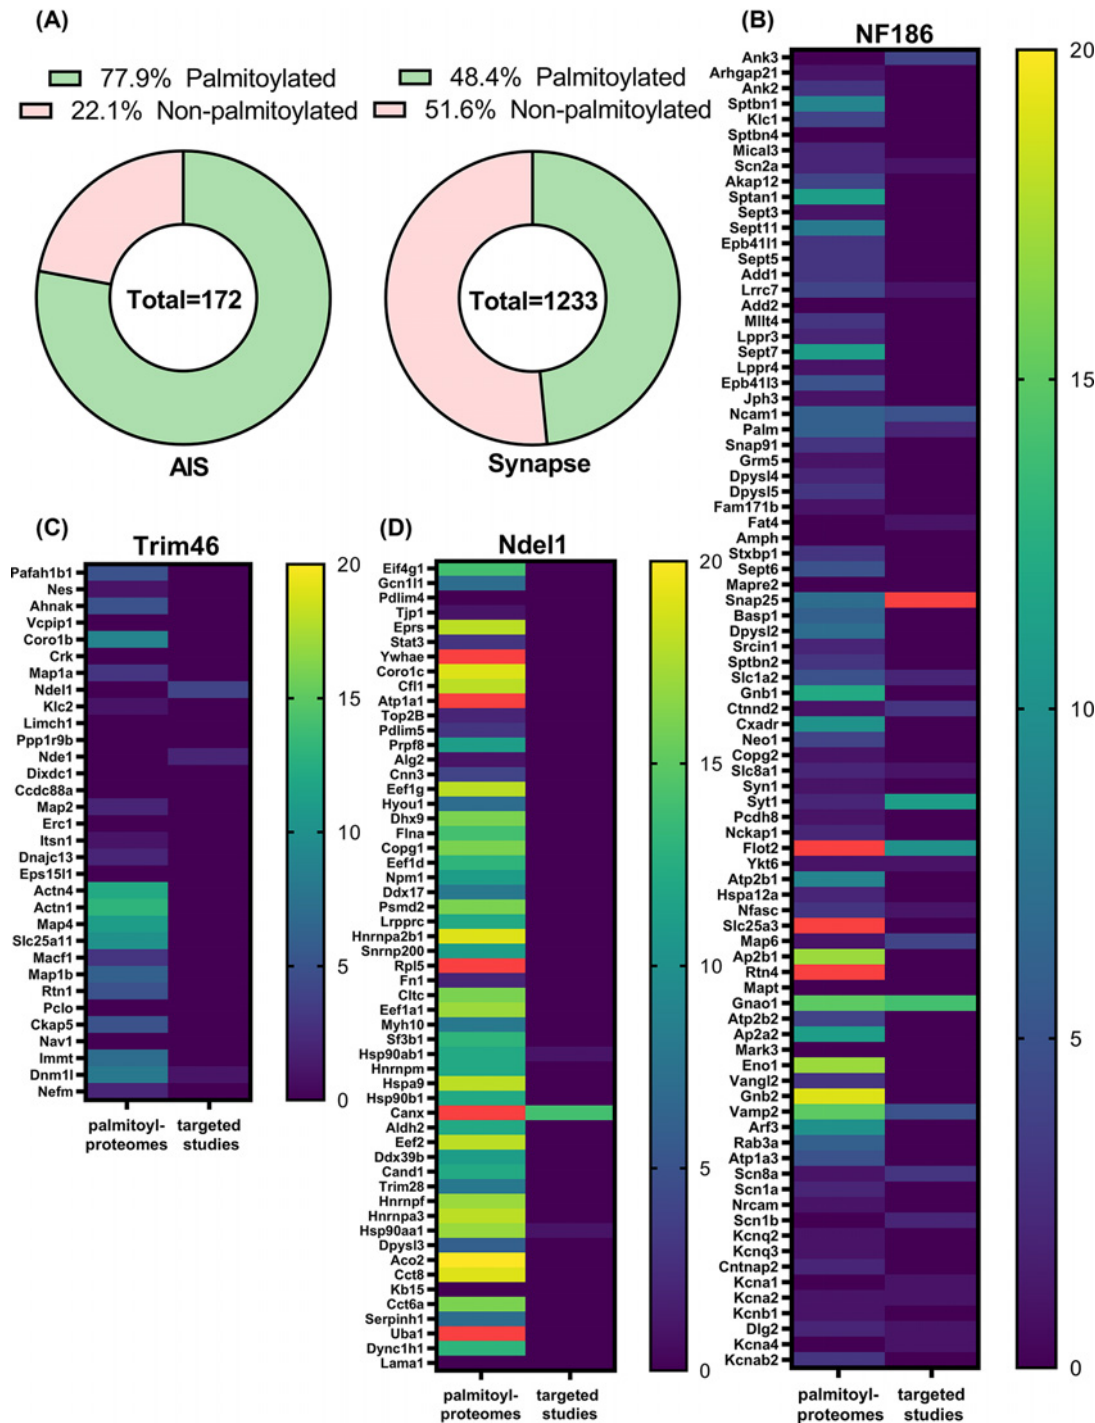 (A)
77.9% Palmitoylated
22.1% Non-palmitoylated
48.4% Palmitoylated
51.6% Non-palmitoylated
Total=172
AIS
Total=1233
Synapse
(B)
NF186
Ank3
Arhgap21
Ank2
Sptbn1
Klc1
Sptbn4
Mical3
Scn2a
Akap12
Sptan1
Sept3
Sept11
Epb41l1
Sept5
Add1
Lrrc7
Add2
Mllt4
Lppr3
Sept7
Lppr4
Epb41l3
Jph3
Ncam1
Palm
Snap91
Grm5
Dpysl4
Dpysl5
Fam171b
Fat4
Amph
Stxbp1
Sept6
Mapre2
Snap25
Basp1
Dpysl2
Srcin1
Sptbn2
Slc1a2
Gnb1
Ctnnd2
Cxadr
Neo1
Copg2
Slc8a1
Syn1
Syt1
Pcdh8
Nckap1
Flot2
Ykt6
Atp2b1
Hspa12a
Nfasc
Slc25a3
Map6
Ap2b1
Rtn4
Mapt
Gnao1
Atp2b2
Ap2a2
Mark3
Eno1
Vangl2
Gnb2
Vamp2
Arf3
Rab3a
Atp1a3
Scn8a
Scn1a
Nrcam
Scn1b
Kcnq2
Kcnq3
Cntnap2
Kcna1
Kcna2
Kcnb1
Dlg2
Kcna4
Kcnab2
palmitoyl-
proteomes
targeted
studies
20
15
10
5
0
(C)
Trim46
Pafah1b1
Nes
Ahnak
Vcpip1
Coro1b
Crk
Map1a
Ndel1
Klc2
Limch1
Ppp1r9b
Nde1
Dixdc1
Ccdc88a
Map2
Erc1
Itsn1
Dnajc13
Eps15l1
Actn4
Actn1
Map4
Slc25a11
Macf1
Map1b
Rtn1
Pclo
Ckap5
Nav1
Immt
Dnm1l
Nefm
palmitoyl-
proteomes
targeted
studies
20
15
10
5
0
(D)
Ndel1
Eif4g1
Gcn1l1
Pdlim4
Tjp1
Eprs
Stat3
Ywhae
Coro1c
Cfl1
Atp1a1
Top2B
Pdlim5
Prpf8
Alg2
Cnn3
Eef1g
Hyou1
Dhx9
Flna
Copg1
Eef1d
Npm1
Ddx17
Psmd2
Lrpprc
Hnrnpa2b1
Snrnp200
Rpl5
Fn1
Cltc
Eef1a1
Myh10
Sf3b1
Hsp90ab1
Hnrnpm
Hspa9
Hsp90b1
Canx
Aldh2
Eef2
Ddx39b
Cand1
Trim28
Hnrnpf
Hnrnpa3
Hsp90aa1
Dpysl3
Aco2
Cct8
Kb15
Cct6a
Serpinh1
Uba1
Dync1h1
Lama1
palmitoyl-
proteomes
targeted
studies
20
15
10
5
0